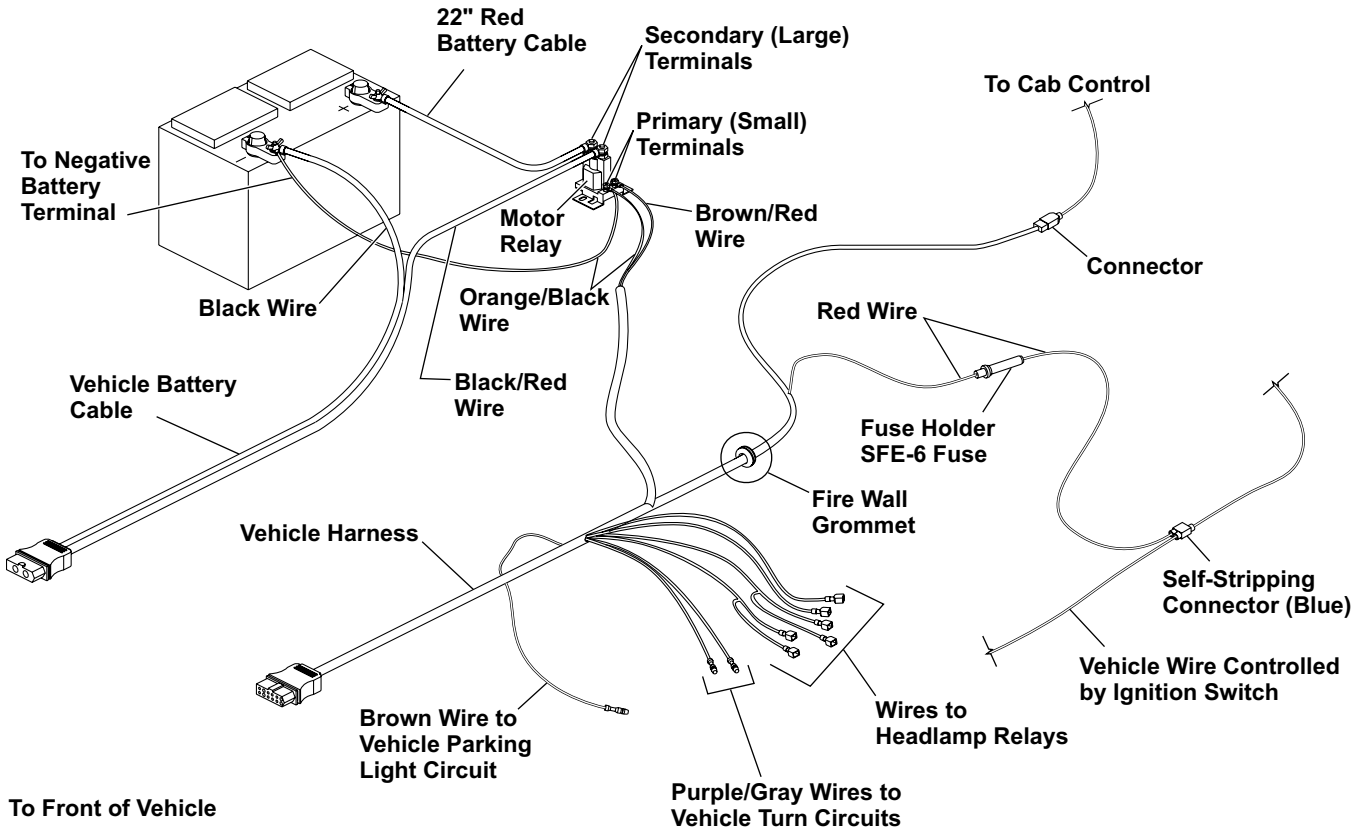 22" Red
Battery Cable
Secondary (Large)
Terminals
To Cab Control
Primary (Small)
Terminals
To Negative
Battery
Terminal
+
-
Motor
Relay
Brown/Red
Wire
Connector
Black Wire
Orange/Black
Wire
Red Wire
Vehicle Battery
Cable
Black/Red
Wire
Fuse Holder
SFE-6 Fuse
Fire Wall
Grommet
Vehicle Harness
Self-Stripping
Connector (Blue)
Vehicle Wire Controlled
by Ignition Switch
Brown Wire to
Vehicle Parking
Light Circuit
Wires to
Headlamp Relays
Purple/Gray Wires to
Vehicle Turn Circuits
To Front of Vehicle